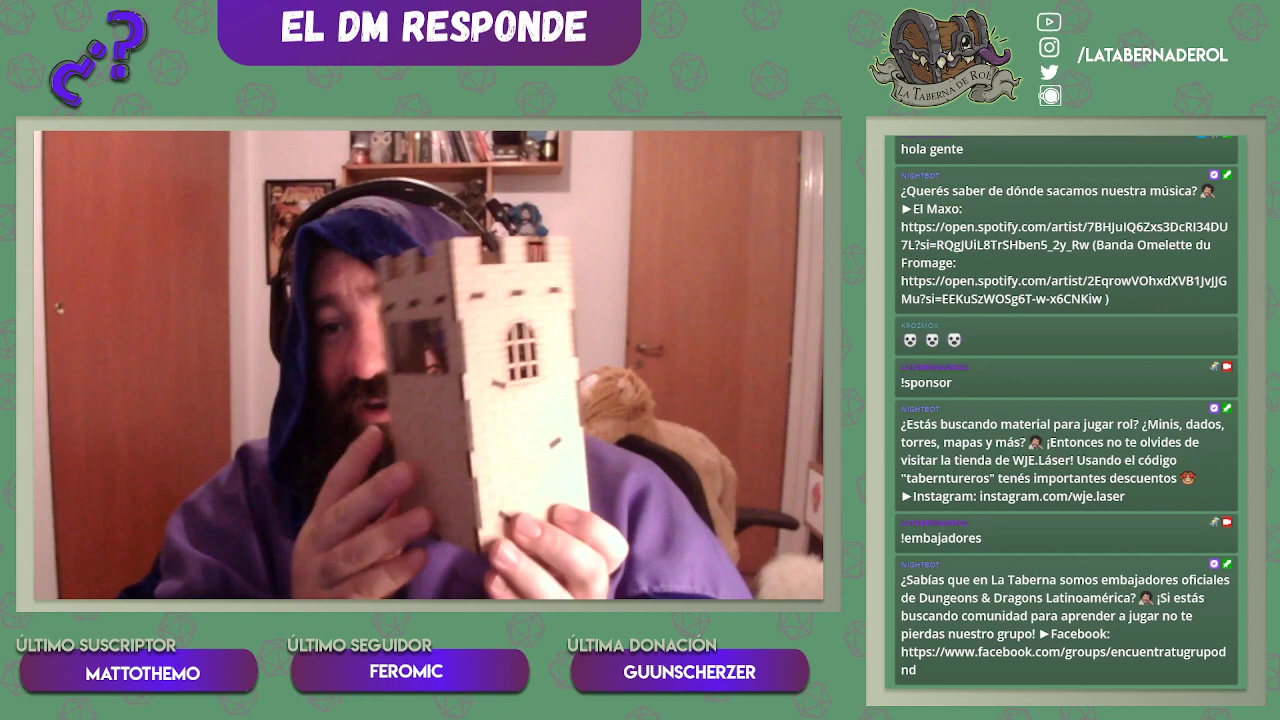 EL DM RESPONDE
¿?
LA TABERNA DE ROL
/LATABERNADEROL
hola gente
NIGHTBOT
¿Querés saber de dónde sacamos nuestra música?
►El Maxo:
https://open.spotify.com/artist/7BHJuIQ6Zxs3DcRI34DU
7L?si=RQgJUiL8TrSHben5_2y_Rw (Banda Omelette du
Fromage:
https://open.spotify.com/artist/2EqrowVOhxdXVB1JvJJG
Mu?si=EEKuSzWOSg6T-w-x6CNKiw )
KROZMOX
!sponsor
NIGHTBOT
¿Estás buscando material para jugar rol? ¿Minis, dados,
torres, mapas y más? ¡Entonces no te olvides de
visitar la tienda de WJE.Láser! Usando el código
"taberntureros" tenés importantes descuentos
►Instagram: instagram.com/wje.laser
!embajadores
NIGHTBOT
¿Sabías que en La Taberna somos embajadores oficiales
de Dungeons & Dragons Latinoamérica? ¡Si estás
buscando comunidad para aprender a jugar no te
pierdas nuestro grupo! ►Facebook:
https://www.facebook.com/groups/encuentratugrupod
nd
ÚLTIMO SUSCRIPTOR
MATTOTHEMO
ÚLTIMO SEGUIDOR
FEROMIC
ÚLTIMA DONACIÓN
GUUNSCHERZER